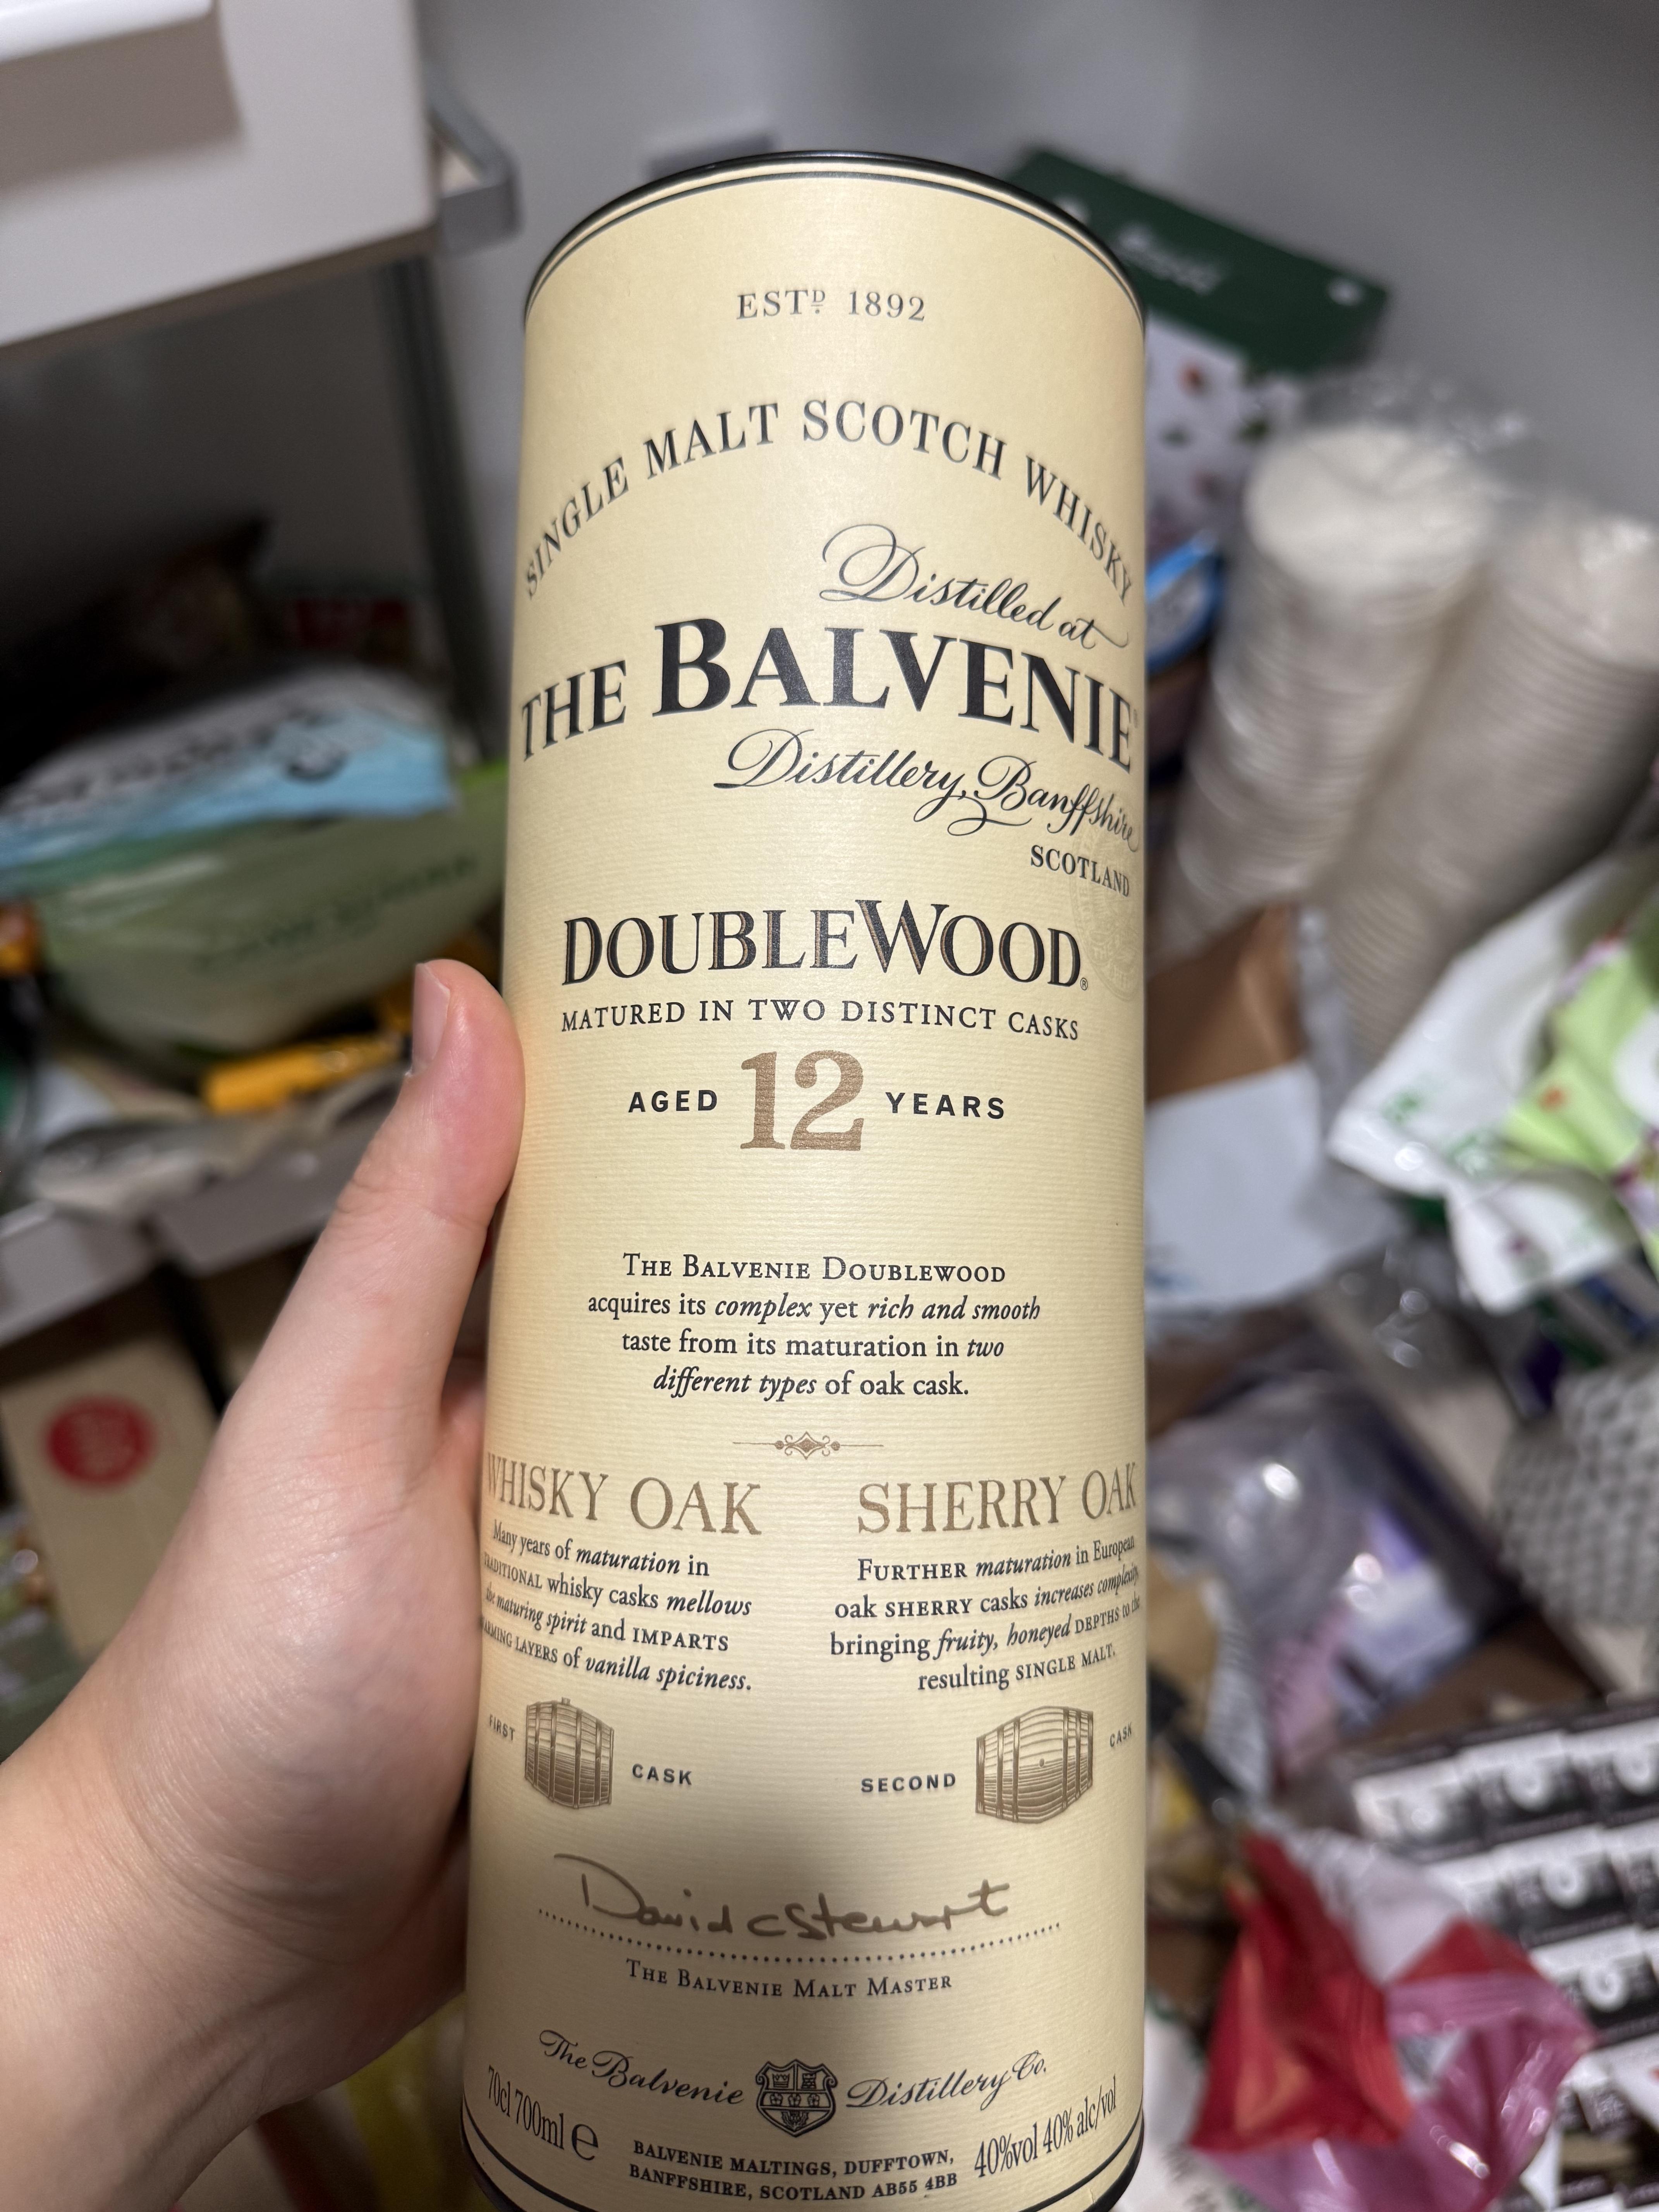 ESTD 1892
SINGLE MALT SCOTCH WHISKY
Distilled at
THE BALVENIE
Distillery, Banffshire
SCOTLAND
DOUBLEWOOD®
MATURED IN TWO DISTINCT CASKS
AGED 12 YEARS
THE BALVENIE DOUBLEWOOD
acquires its complex yet rich and smooth
taste from its maturation in two
different types of oak cask.
WHISKY OAK
Many years of maturation in
TRADITIONAL whisky casks mellows
the maturing spirit and IMPARTS
LAYERS of vanilla spiciness.
FIRST CASK
SHERRY OAK
FURTHER maturation in European
oak SHERRY casks increases complexity,
bringing fruity, honeyed DEPTHS to the
resulting SINGLE MALT.
SECOND CASK
David C Stewart
THE BALVENIE MALT MASTER
The Balvenie Distillery Co.
70cl 700ml e
BALVENIE MALTINGS, DUFFTOWN,
BANFFSHIRE, SCOTLAND AB55 4BB
40%vol 40% alc/vol